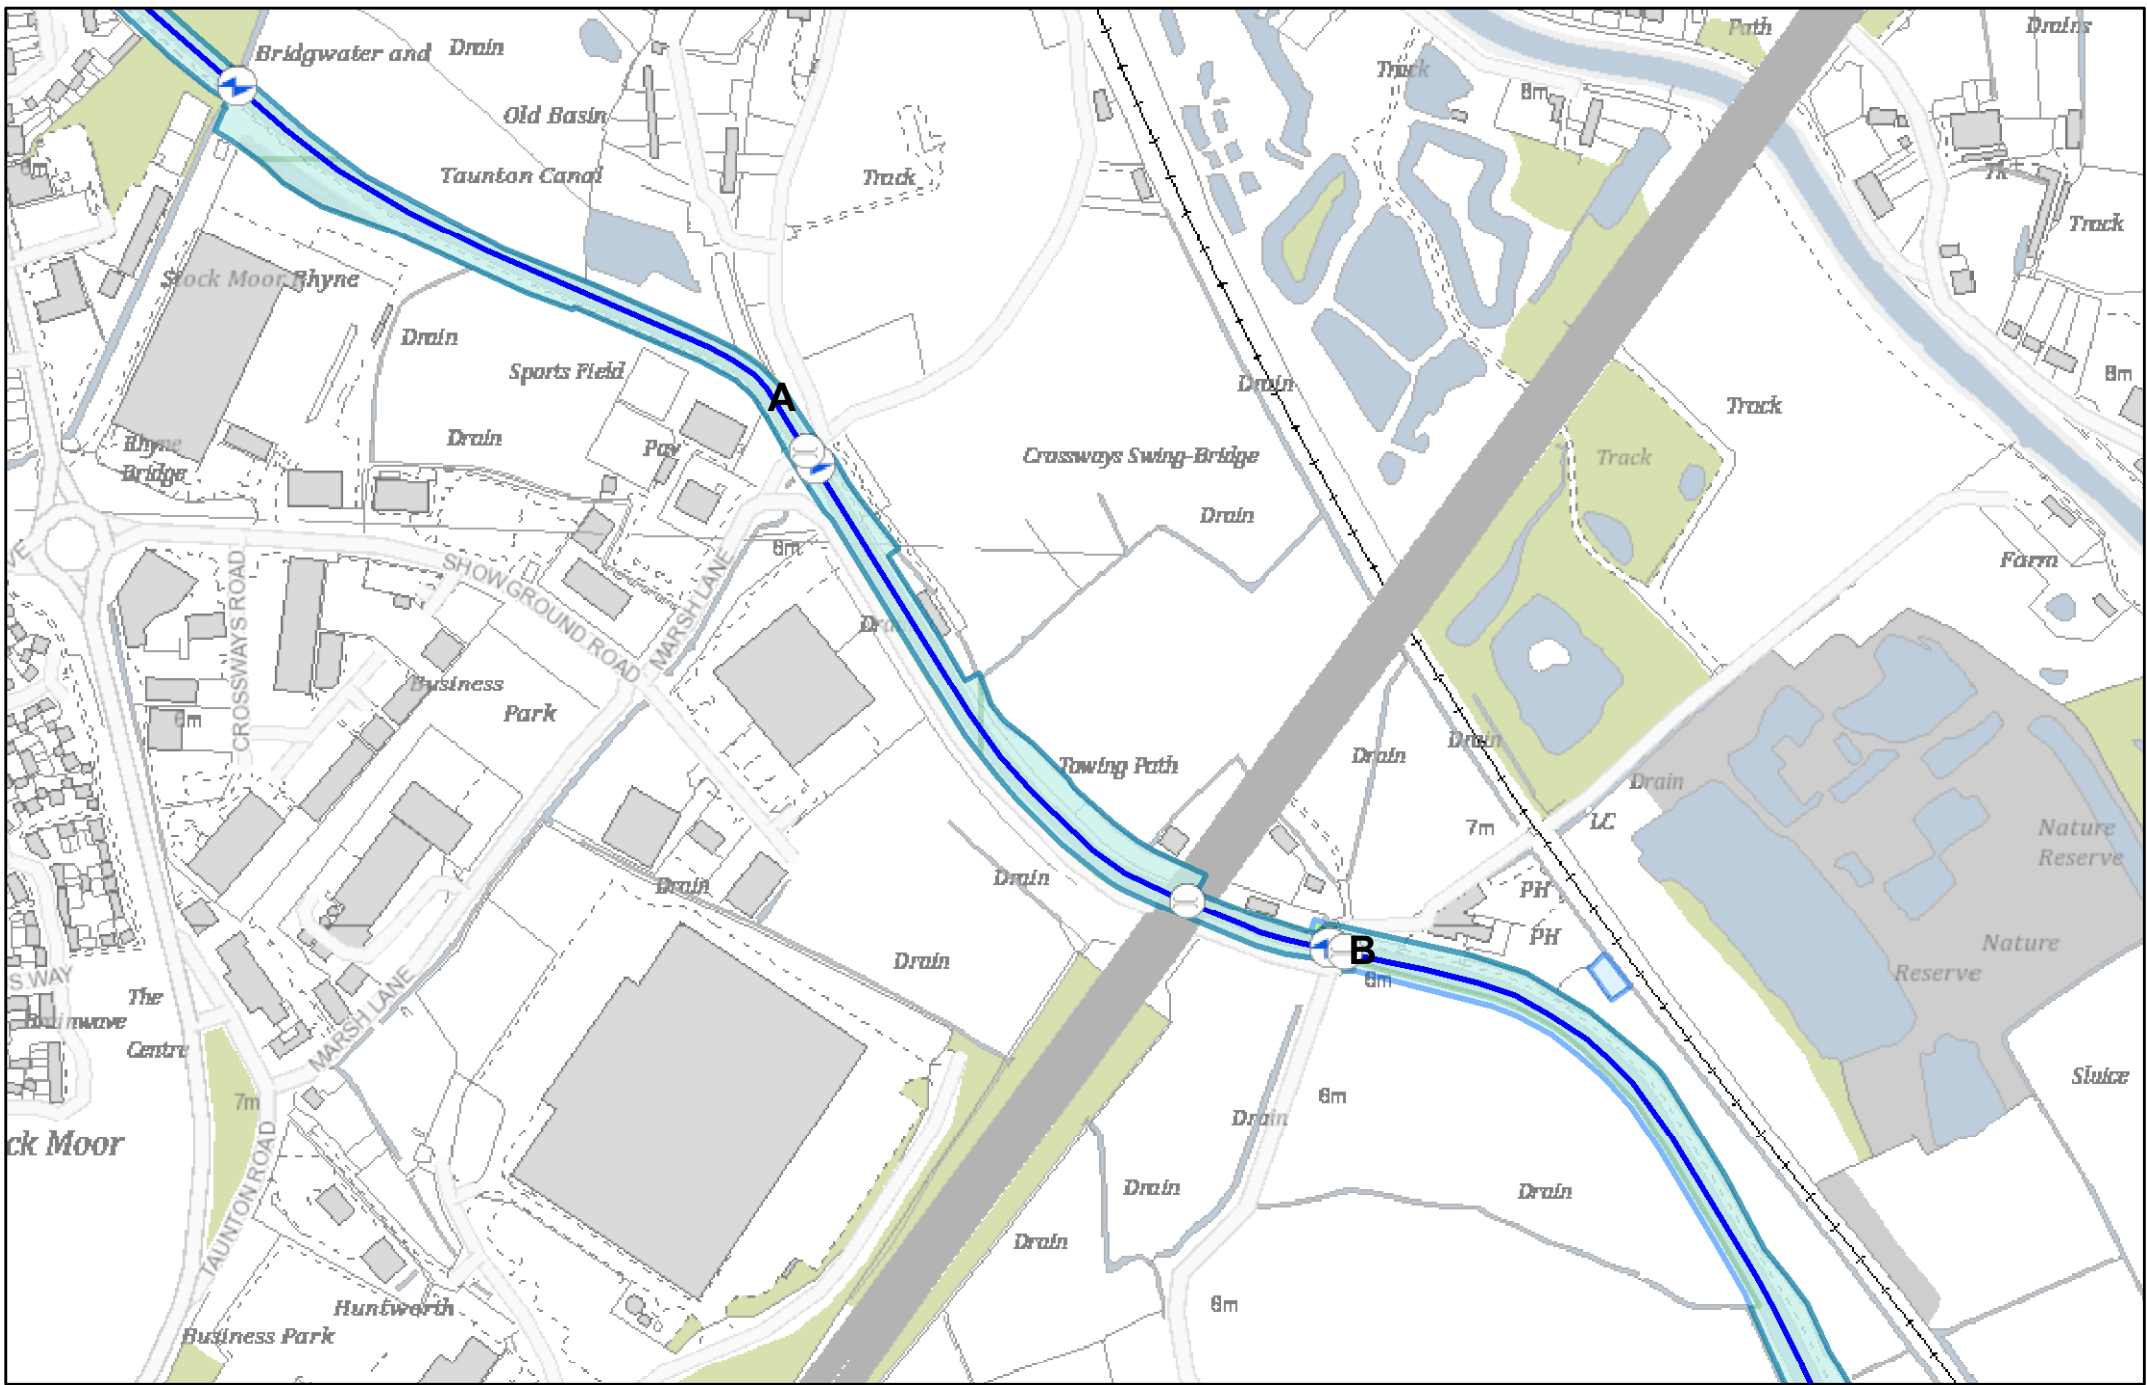 Bridgwater and
Drain
Path
Drains
Track
8m
Old Basin
Taunton Canal
Track
Track
Stock Moor Rhyne
Drain
Sports Field
Drain
8m
A
Track
Rhyne
Bridge
Drain
Pav
Crossways Swing-Bridge
Track
Drain
VE
CROSSWAYS ROAD
SHOWGROUND ROAD
MARSH LANE
6m
Farm
Drain
Business
Park
6m
Towing Path
Drain
Drain
Drain
LC
7m
Nature
Reserve
Drain
Drain
PH
PH
Drain
B
6m
Nature
Reserve
S WAY
The
Brainwave
Centre
MARSH LANE
7m
TAUNTON ROAD
ck Moor
Sluice
6m
Drain
Drain
Drain
Drain
6m
Huntworth
Business Park